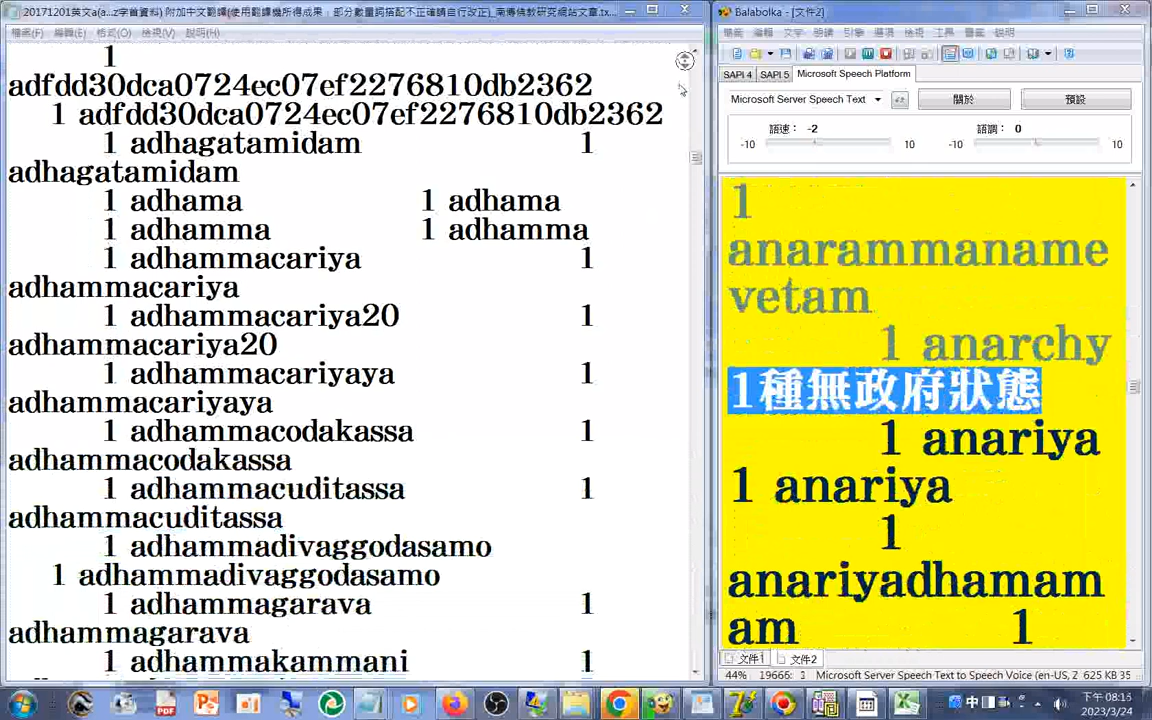 20171201英文a(a...z字首資料) 附加中文翻譯(使用翻譯機所得成果，部分數量詞搭配不正確請自行改正)_南傳佛教研究網站文章.tx...
檔案(F) 編輯(E) 格式(O) 檢視(V) 說明(H)
1
adfdd30dca0724ec07ef2276810db2362
1 adfdd30dca0724ec07ef2276810db2362
1 adhagatamidam 1
adhagatamidam
1 adhama 1 adhama
1 adhamma 1 adhamma
1 adhammacariya 1
adhammacariya
1 adhammacariya20 1
adhammacariya20
1 adhammacariyaya 1
adhammacariyaya
1 adhammacodakassa 1
adhammacodakassa
1 adhammacuditassa 1
adhammacuditassa
1 adhammadivaggodasamo
1 adhammadivaggodasamo
1 adhammagarava 1
adhammagarava
1 adhammakammani 1
Balabolka - [文件2]
SAPI 4 SAPI 5 Microsoft Speech Platform
Microsoft Server Speech Text 關於 預設
語速： -2 語調： 0
-10 10 -10 10
1
anarammaname
vetam
1 anarchy
1種無政府狀態
1 anariya
1 anariya
1
anariyadhamam
am 1
文件1 文件2
44% 19666: 1 Microsoft Server Speech Text to Speech Voice (en-US, Z 625 KB 35
中
下午 08:16
2023/3/24